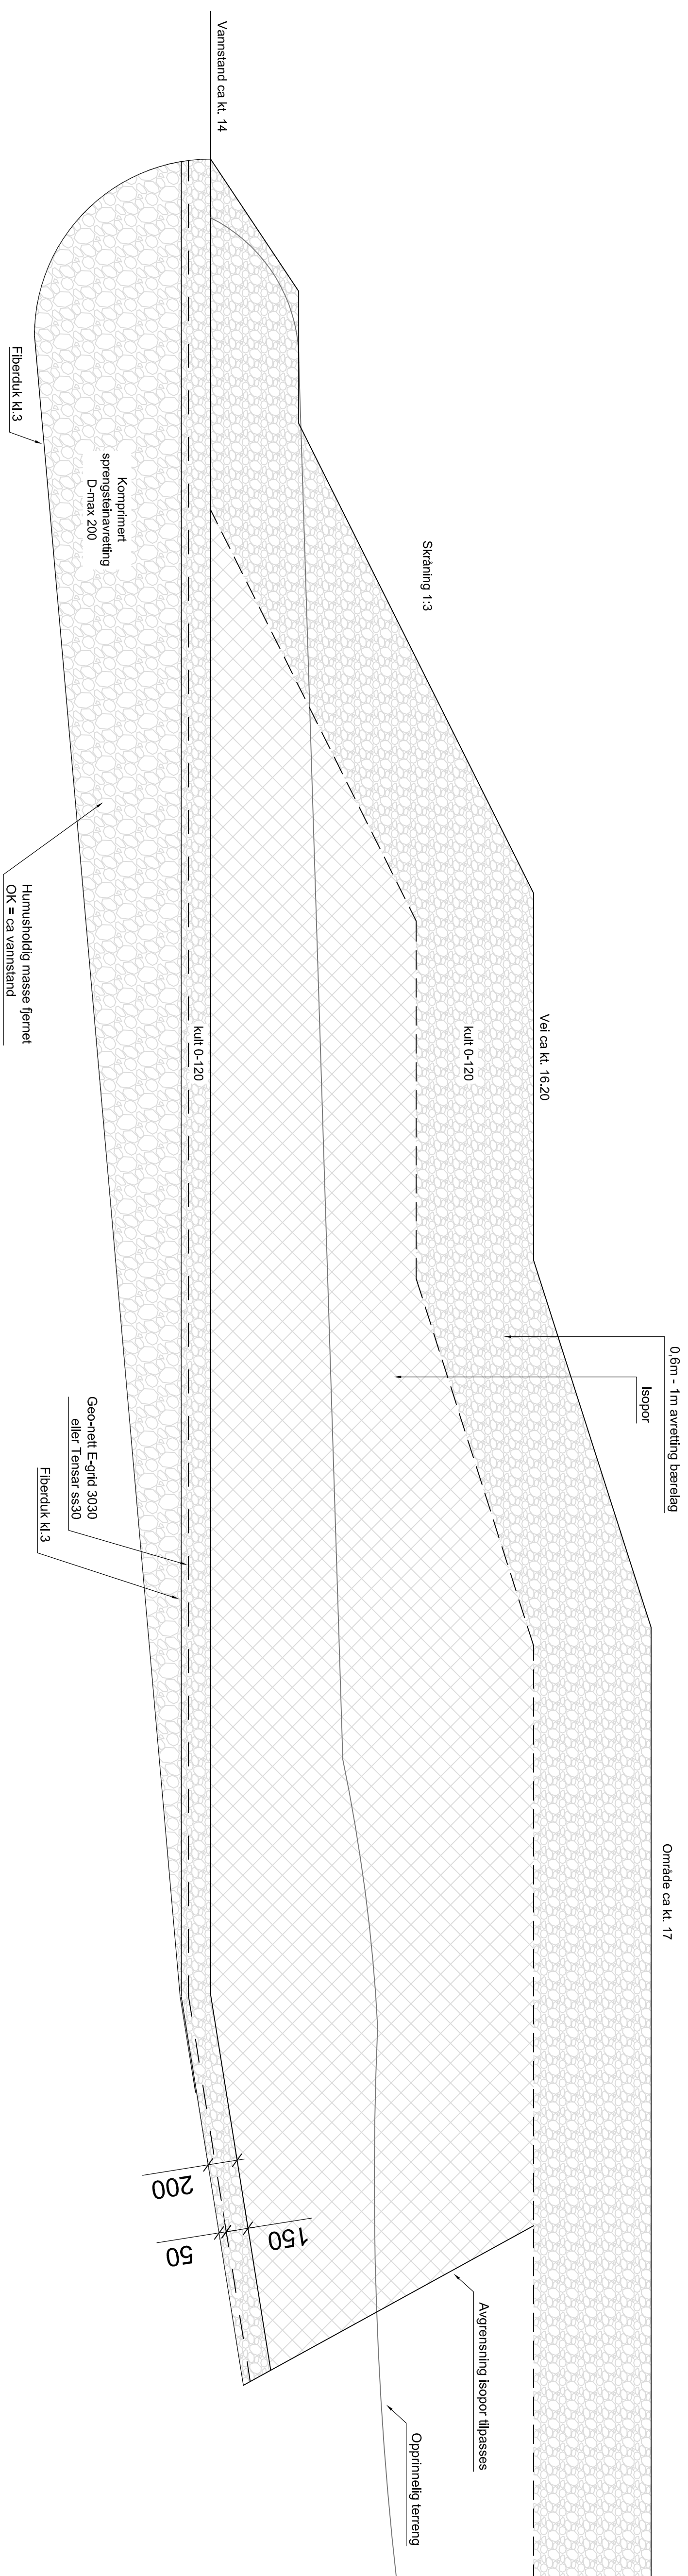 Vannstand ca kt. 14
Skråning 1:3
Vei ca kt. 16.20
0,6m - 1m avretting bærelag
Isopor
Område ca kt. 17
kult 0-120
kult 0-120
Komprimert
sprengsteinavretting
D-max 200
Fiberduk kl.3
Humusholdig masse fjernet
OK = ca vannstand
Geo-nett E-grid 3030
eller Tensar ss30
Fiberduk kl.3
200
50
150
Avgrensning isopor tilpasses
Opprinnelig terreng